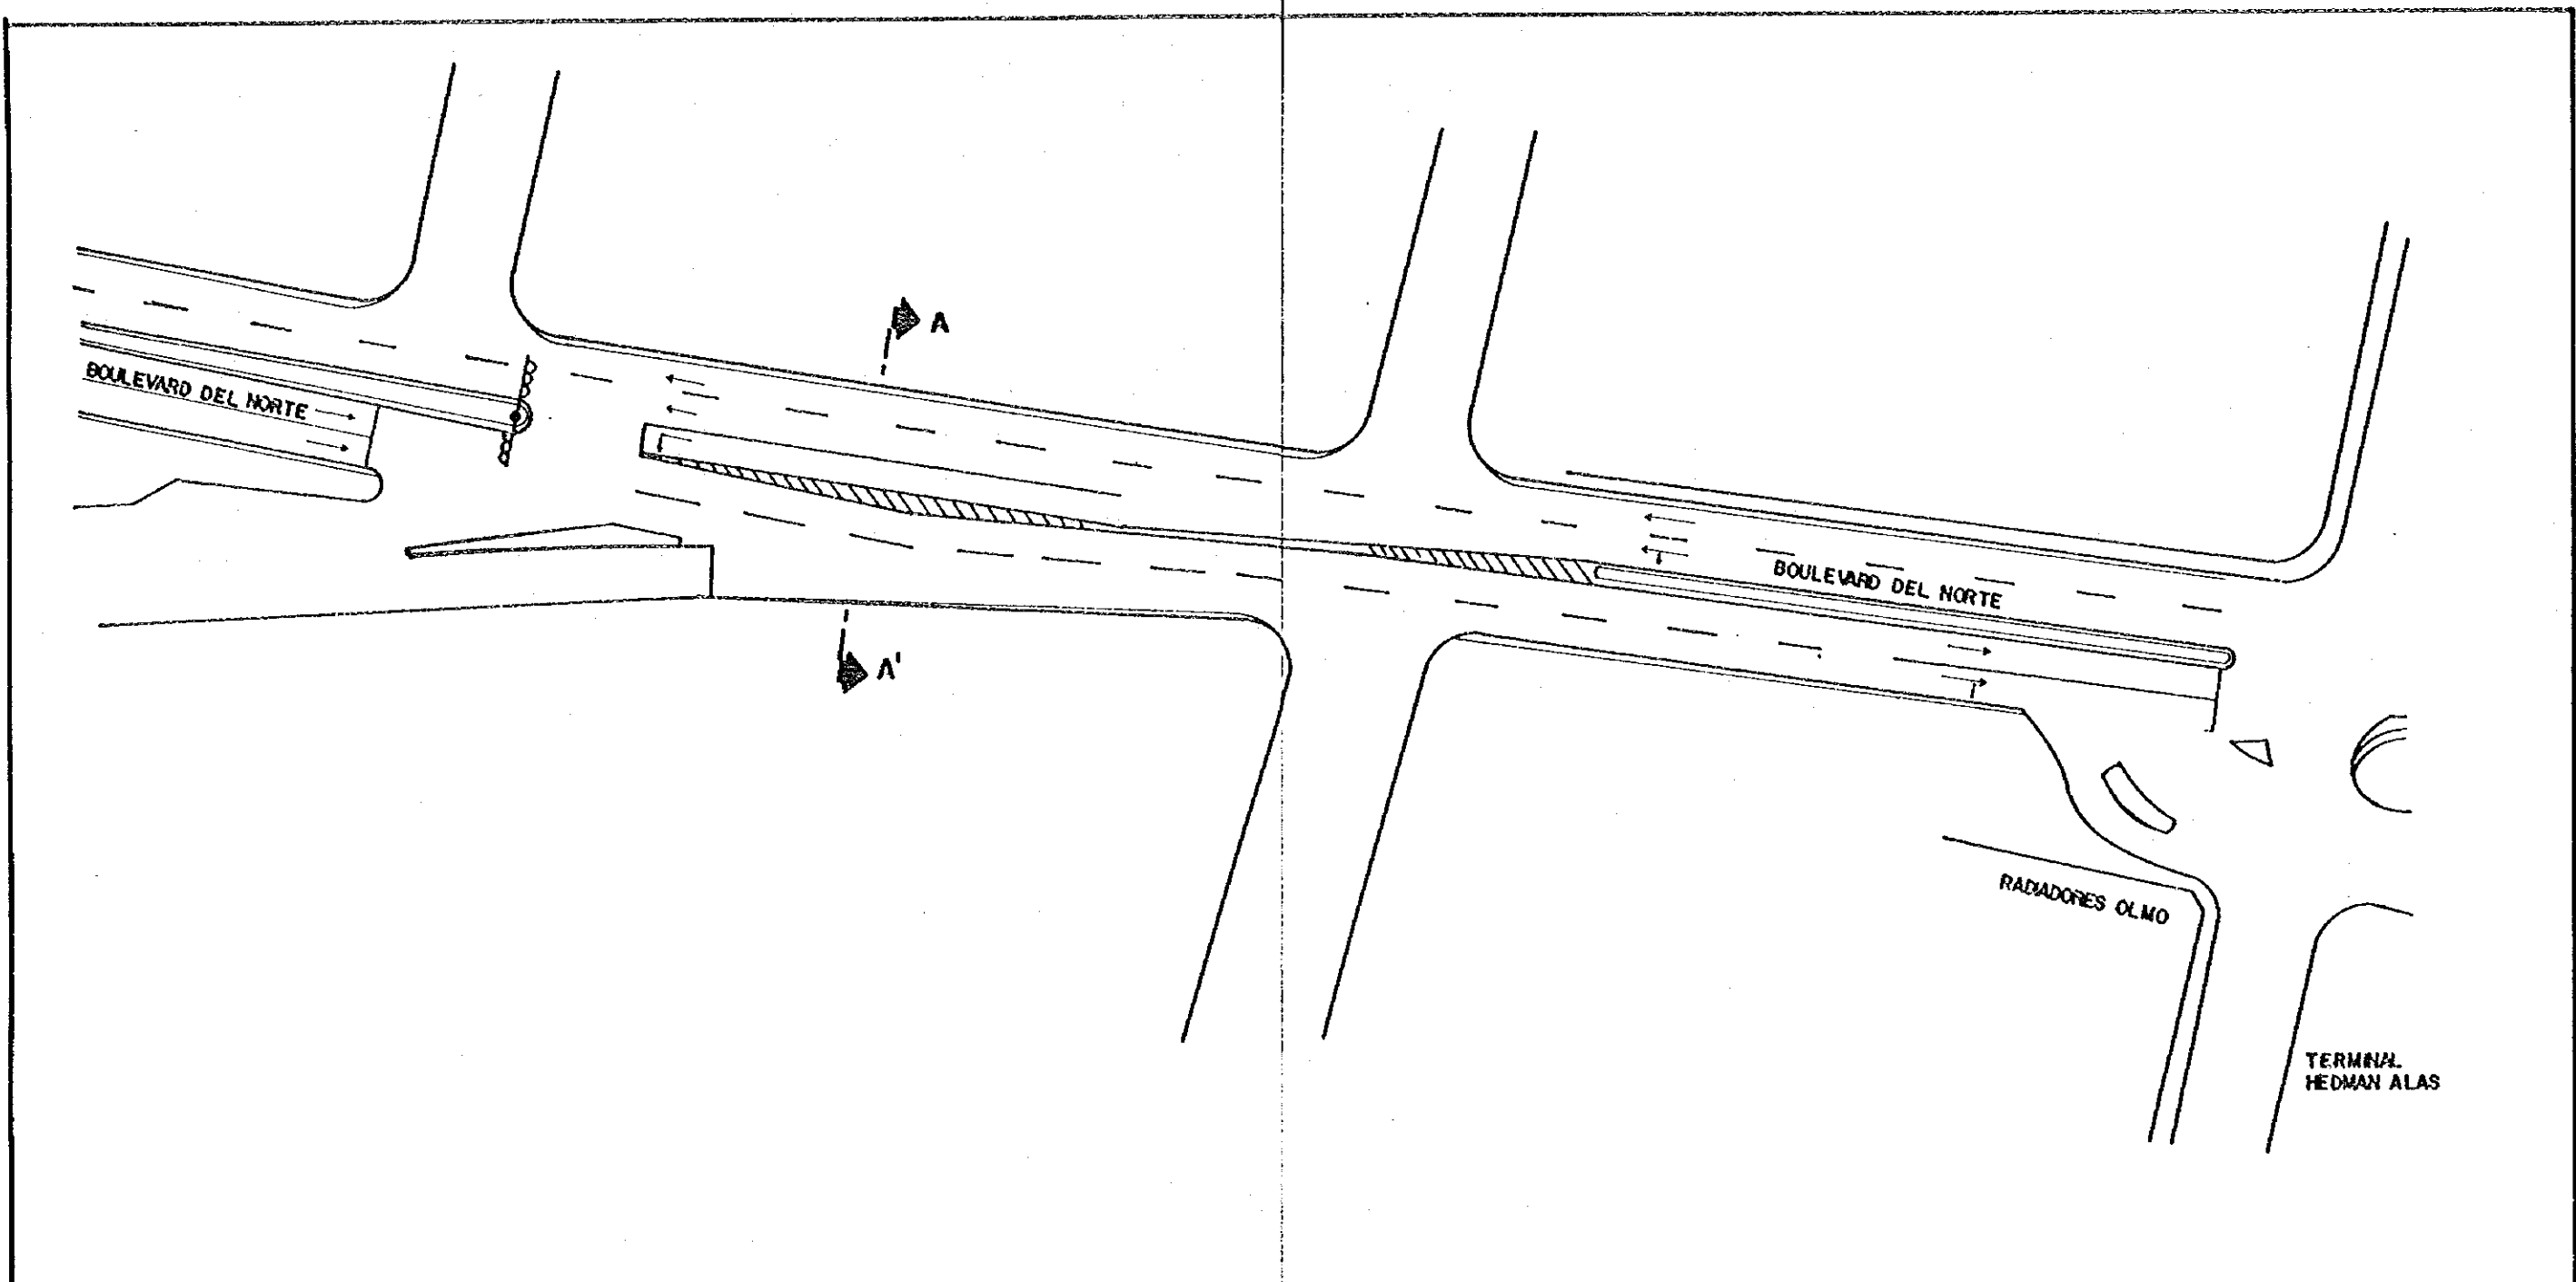 A
BOULEVARD DEL NORTE
BOULEVARD DEL NORTE
A'
RADIADORES OLMO
TERMINAL
HEDMAN ALAS